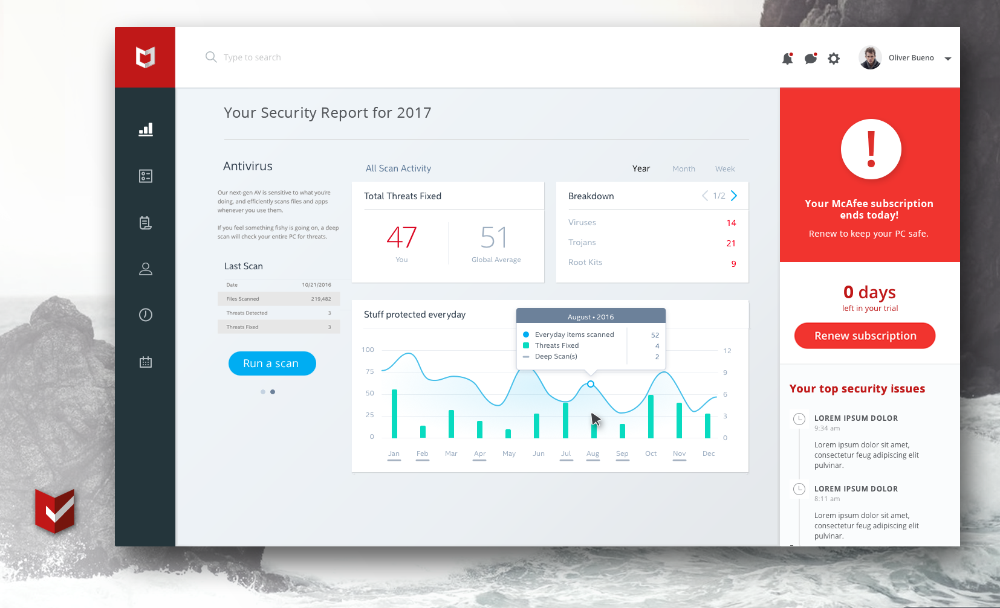 Type to search
Oliver Bueno
Your Security Report for 2017
Antivirus
Our next-gen AV is sensitive to what you're
doing, and efficiently scans files and apps
whenever you use them.
If you feel something fishy is going on, a deep
scan will check your entire PC for threats.
Last Scan
Date 10/21/2016
Files Scanned 219,482
Threats Detected 3
Threats Fixed 3
Run a scan
All Scan Activity
Year Month Week
Total Threats Fixed
47 51
You Global Average
Breakdown 1/2
Viruses 14
Trojans 21
Root Kits 9
Stuff protected everyday
August • 2016
Everyday items scanned 52
Threats Fixed 4
Deep Scan(s) 2
100 12
75 9
50 6
25 3
0 0
Jan Feb Mar Apr May Jun Jul Aug Sep Oct Nov Dec
!
Your McAfee subscription
ends today!
Renew to keep your PC safe.
0 days
left in your trial
Renew subscription
Your top security issues
LOREM IPSUM DOLOR
9:34 am
Lorem ipsum dolor sit amet,
consectetur feug adipiscing elit
pulvinar.
LOREM IPSUM DOLOR
8:11 am
Lorem ipsum dolor sit amet,
consectetur feug adipiscing elit
pulvinar.